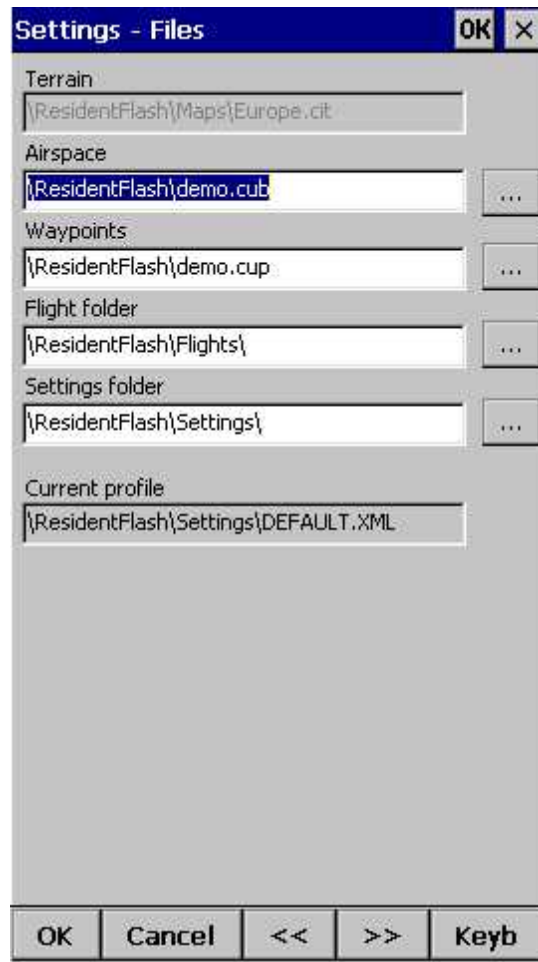 Settings - Files OK ×
Terrain
\ResidentFlash\Maps\Europe.cit
Airspace
\ResidentFlash\demo.cub ...
Waypoints
\ResidentFlash\demo.cup ...
Flight folder
\ResidentFlash\Flights\ ...
Settings folder
\ResidentFlash\Settings\ ...
Current profile
\ResidentFlash\Settings\DEFAULT.XML
OK Cancel << >> Keyb